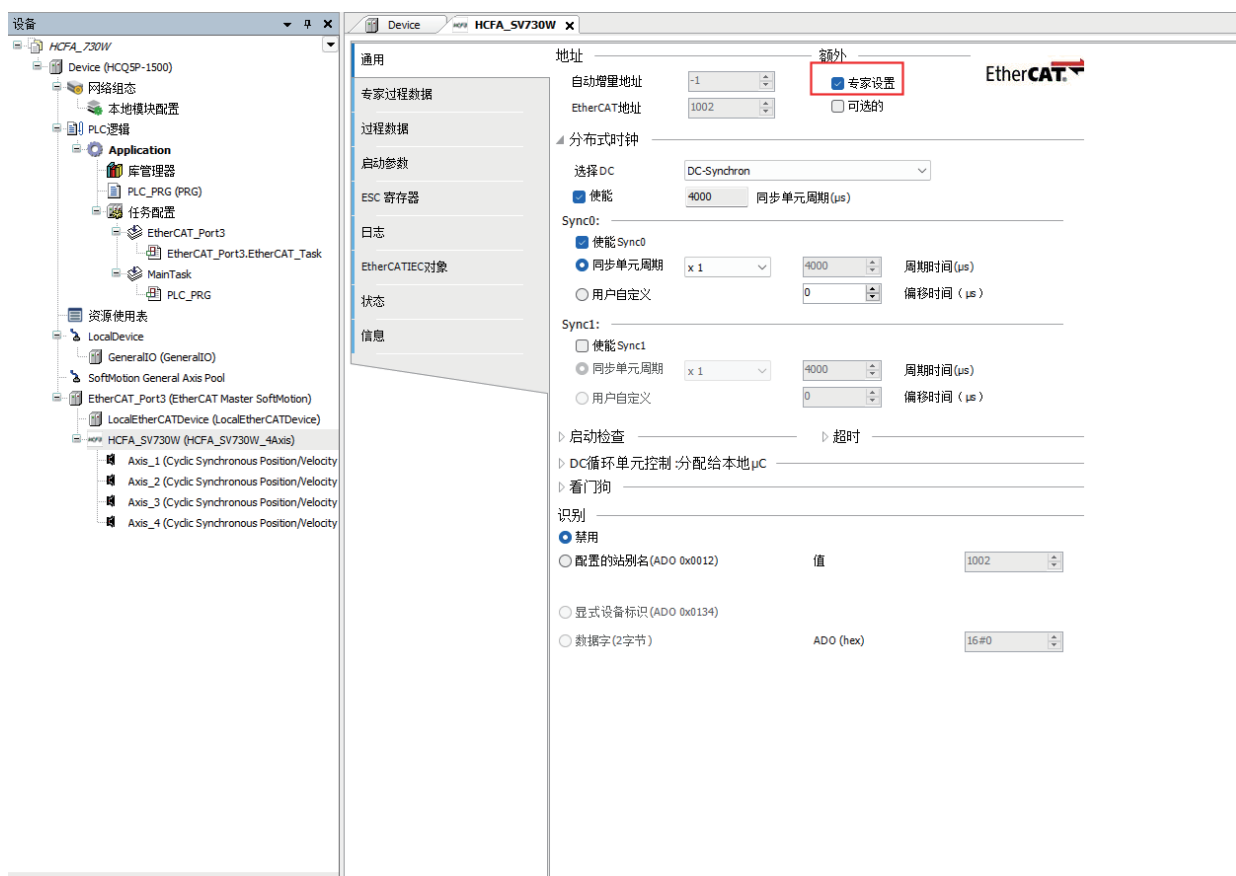 设备
HCFA_730W
Device (HCQ5P-1500)
网络组态
本地模块配置
PLC逻辑
Application
库管理器
PLC_PRG (PRG)
任务配置
EtherCAT_Port3
EtherCAT_Port3.EtherCAT_Task
MainTask
PLC_PRG
资源使用表
LocalDevice
GeneralIO (GeneralIO)
SoftMotion General Axis Pool
EtherCAT_Port3 (EtherCAT Master SoftMotion)
LocalEtherCATDevice (LocalEtherCATDevice)
HCFA HCFA_SV730W (HCFA_SV730W_4Axis)
Axis_1 (Cyclic Synchronous Position/Velocity
Axis_2 (Cyclic Synchronous Position/Velocity
Axis_3 (Cyclic Synchronous Position/Velocity
Axis_4 (Cyclic Synchronous Position/Velocity
Device HCFA HCFA_SV730W
通用
专家过程数据
过程数据
启动参数
ESC 寄存器
日志
EtherCATIEC对象
状态
信息
地址 额外
EtherCAT
自动增量地址 -1 专家设置
EtherCAT地址 1002 可选的
分布式时钟
选择DC DC-Synchron
使能 4000 同步单元周期(μs)
Sync0:
使能Sync0
同步单元周期 x 1 4000 周期时间(μs)
用户自定义 0 偏移时间（μs）
Sync1:
使能Sync1
同步单元周期 x 1 4000 周期时间(μs)
用户自定义 0 偏移时间（μs）
启动检查 超时
DC循环单元控制:分配给本地μC
看门狗
识别
禁用
配置的站别名(ADO 0x0012) 值 1002
显式设备标识(ADO 0x0134)
数据字(2字节) ADO (hex) 16#0